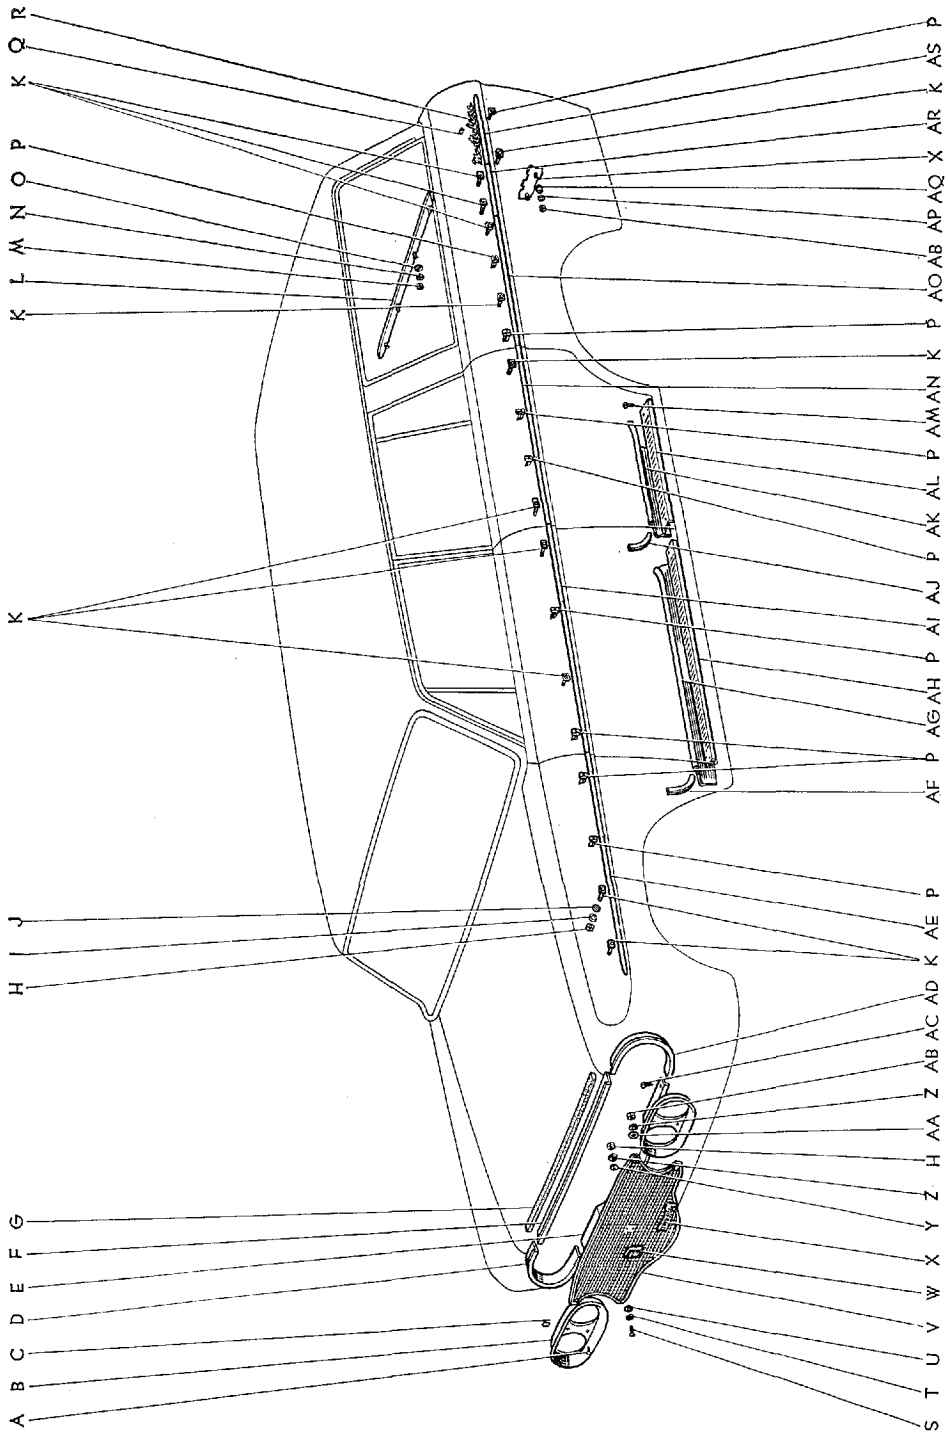 A B C D E F G H I J K K L M N O P K Q R
S T U V W X Y Z H AA Z AB AC AD K AE P AF P AG AH P AI AJ P AK AL P AM AN K P AO AB AP AQ X AR K AS P